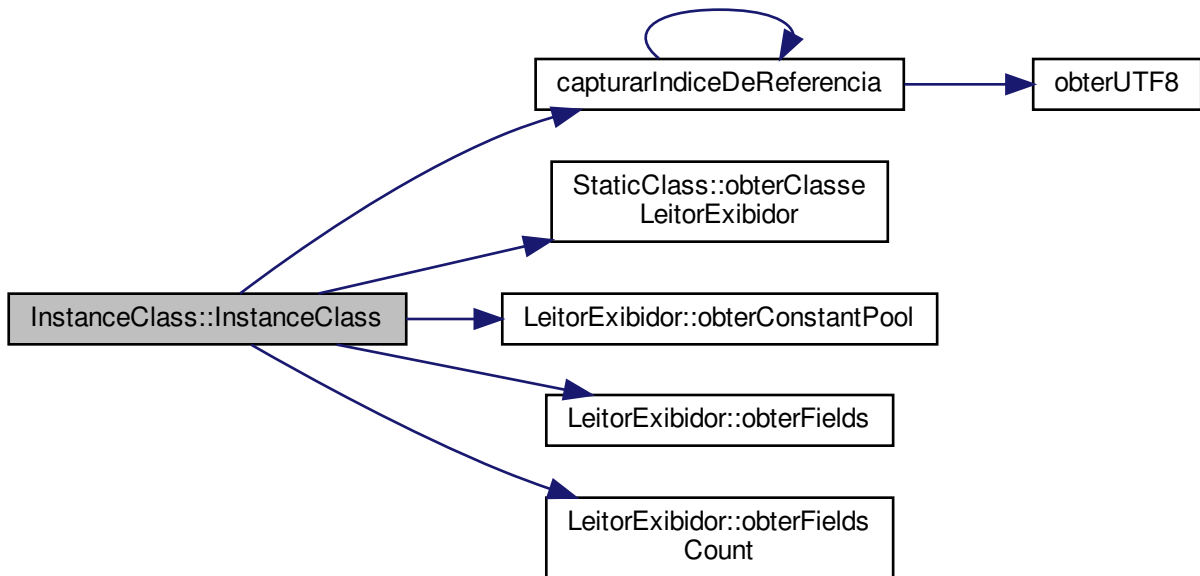 capturarIndiceDeReferencia
obterUTF8
StaticClass::obterClasse
LeitorExibidor
InstanceClass::InstanceClass
LeitorExibidor::obterConstantPool
LeitorExibidor::obterFields
LeitorExibidor::obterFields
Count